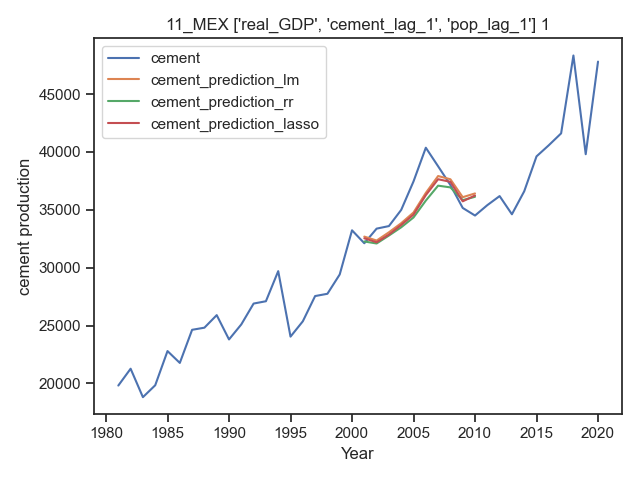 11_MEX ['real_GDP', 'cement_lag_1', 'pop_lag_1'] 1
cement
cement_prediction_lm
cement_prediction_rr
cement_prediction_lasso
cement production
45000
40000
35000
30000
25000
20000
1980 1985 1990 1995 2000 2005 2010 2015 2020
Year